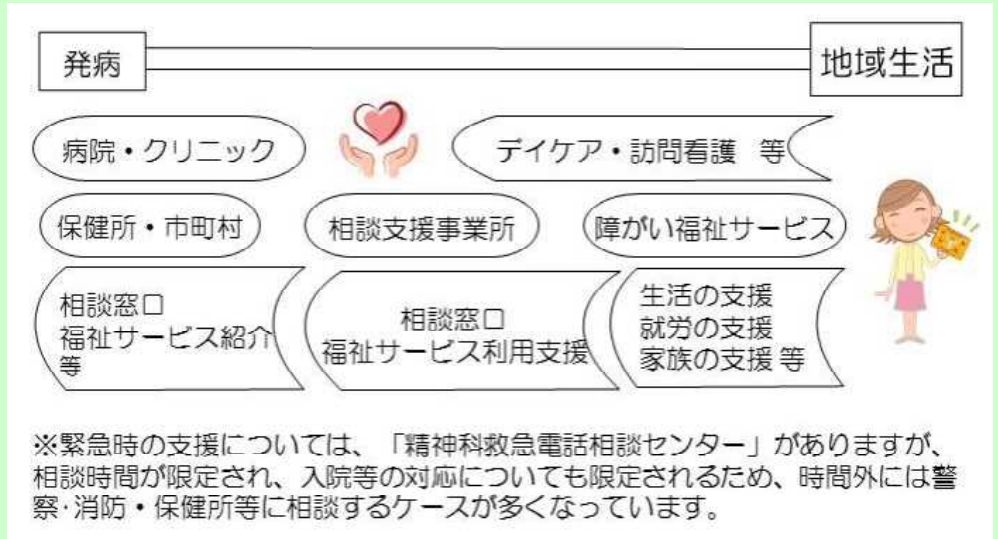 発病
地域生活
病院・クリニック
デイケア・訪問看護 等
保健所・市町村
相談支援事業所
障がい福祉サービス
相談窓口
福祉サービス紹介
等
相談窓口
福祉サービス利用支援
生活の支援
就労の支援
家族の支援 等
※緊急時の支援については、「精神科救急電話相談センター」がありますが、
相談時間が限定され、入院等の対応についても限定されるため、時間外には警
察・消防・保健所等に相談するケースが多くなっています。